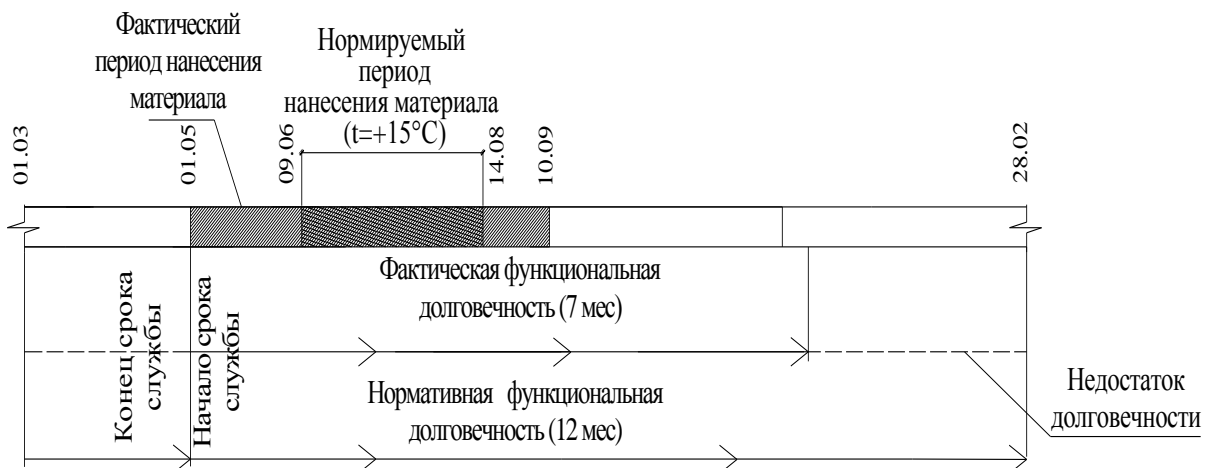 Фактический
период нанесения
материала
Нормируемый
период
нанесения материала
(t=+15°C)
01.03
01.05
09.06
14.08
10.09
28.02
Фактическая функциональная
долговечность (7 мес)
Конец срока
службы
Начало срока
службы
Нормативная функциональная
долговечность (12 мес)
Недостаток
долговечности